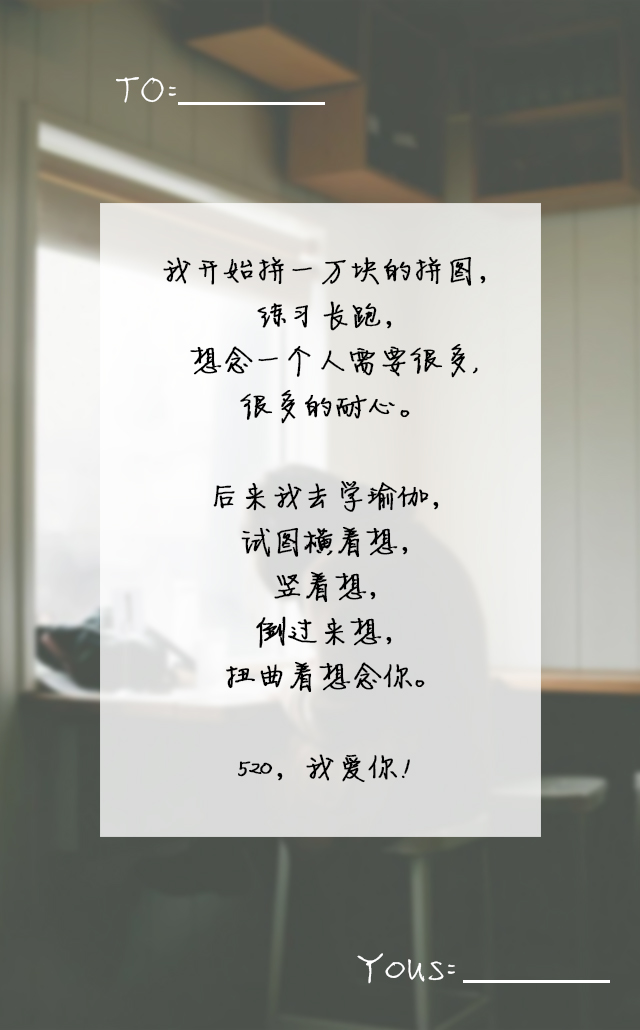 TO:
我开始拼一万块的拼图,
练习长跑,
想念一个人需要很多,
很多的耐心。
后来我去学瑜伽,
试图横着想,
竖着想,
倒过来想,
扭曲着想念你。
520, 我爱你!
Yous: